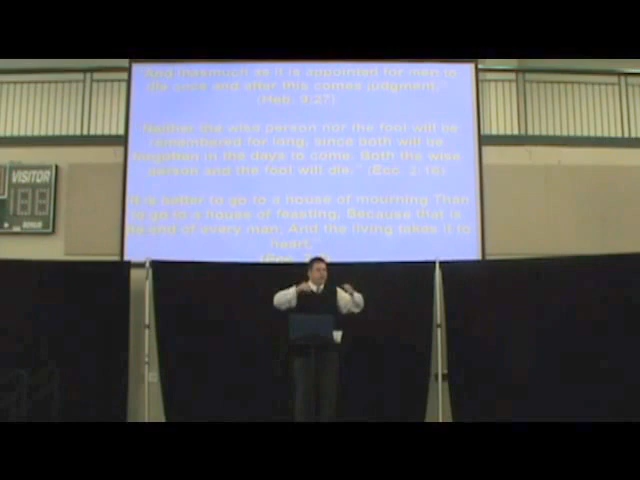 And inasmuch as it is appointed for men to
die once and after this comes judgment,"
(Heb. 9:27)
Neither the wise person nor the fool will be
remembered for long, since both will be
forgotten in the days to come. Both the wise
person and the fool will die." (Ecc. 2:16)
It is better to go to a house of mourning Than
to go to a house of feasting, Because that is
the end of every man, And the living takes it to
heart."
(Ecc.
VISITOR